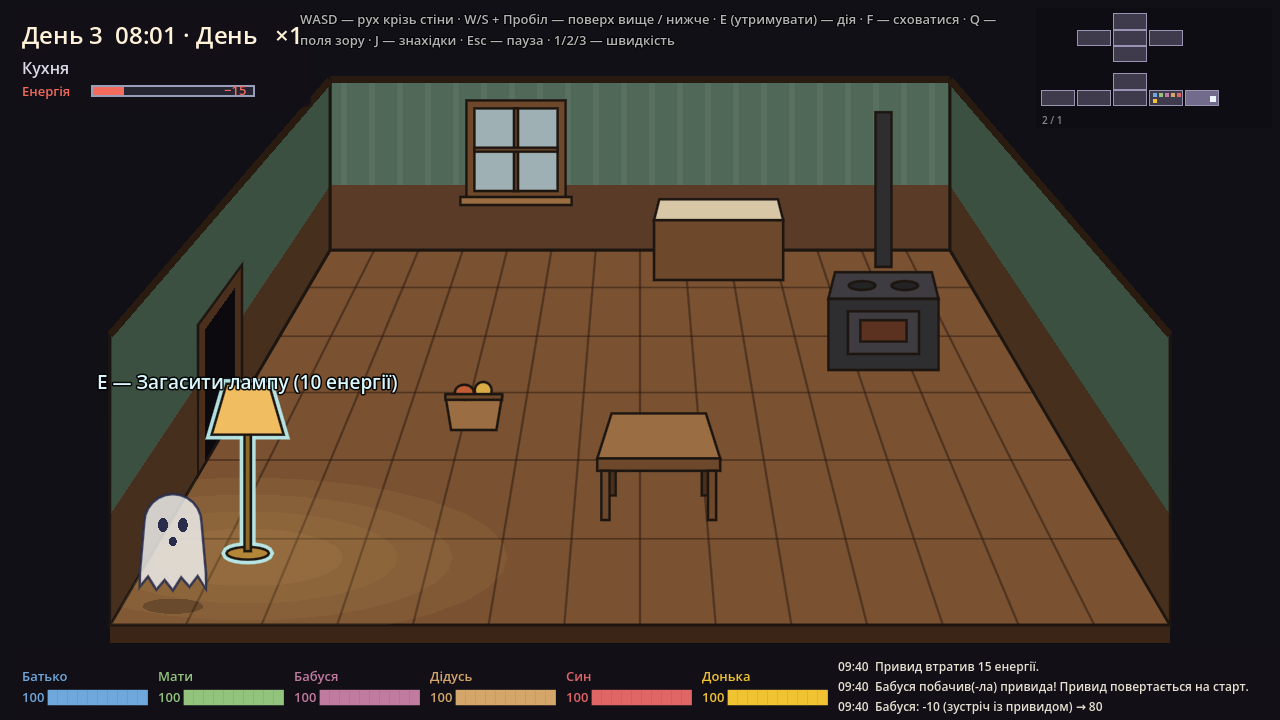 День 3 08:01 · День ×1
WASD — рух крізь стіни · W/S + Пробіл — поверх вище / нижче · E (утримувати) — дія · F — сховатися · Q —
поля зору · J — знахідки · Esc — пауза · 1/2/3 — швидкість
Кухня
Енергія −15
2 / 1
E — Загасити лампу (10 енергії)
Батько Мати Бабуся Дідусь Син Донька
100 100 100 100 100 100
09:40 Привид втратив 15 енергії.
09:40 Бабуся побачив(-ла) привида! Привид повертається на старт.
09:40 Бабуся: -10 (зустріч із привидом) → 80